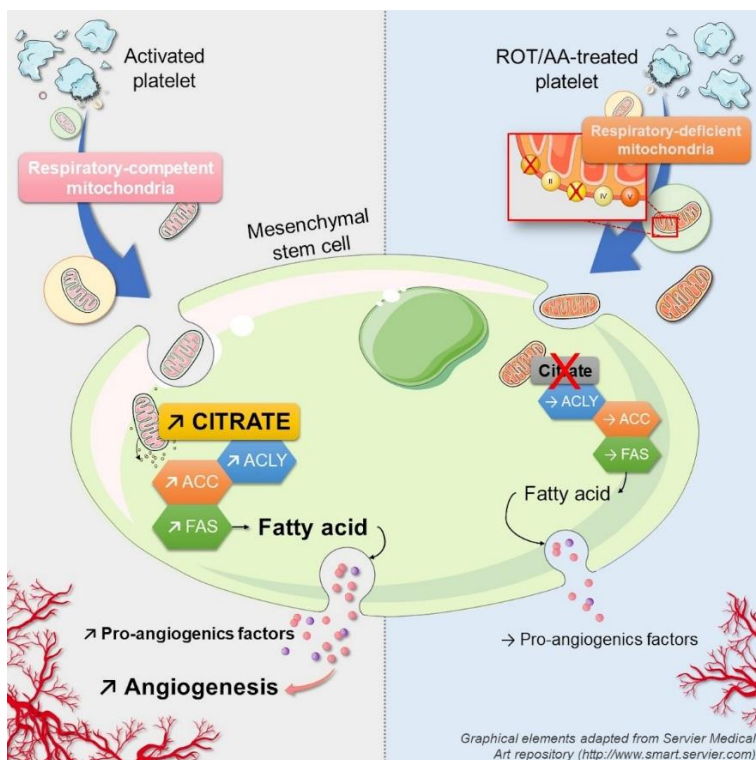 Activated
platelet
Respiratory-competent
mitochondria
ROT/AA-treated
platelet
Respiratory-deficient
mitochondria
II
IV
V
Mesenchymal
stem cell
↗ CITRATE
↗ ACLY
↗ ACC
↗ FAS
Fatty acid
↗ Pro-angiogenics factors
↗ Angiogenesis
Citrate
→ ACLY
→ ACC
→ FAS
Fatty acid
→ Pro-angiogenics factors
Graphical elements adapted from Servier Medical
Art repository (http://www.smart.servier.com)